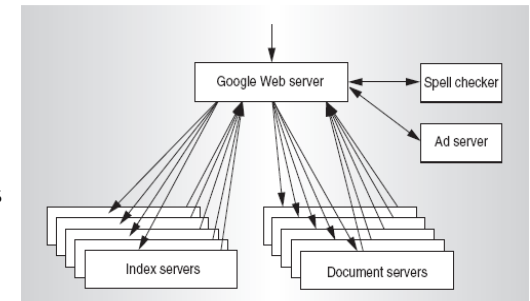 Google Web server
Spell checker
Ad server
s
Index servers
Document servers